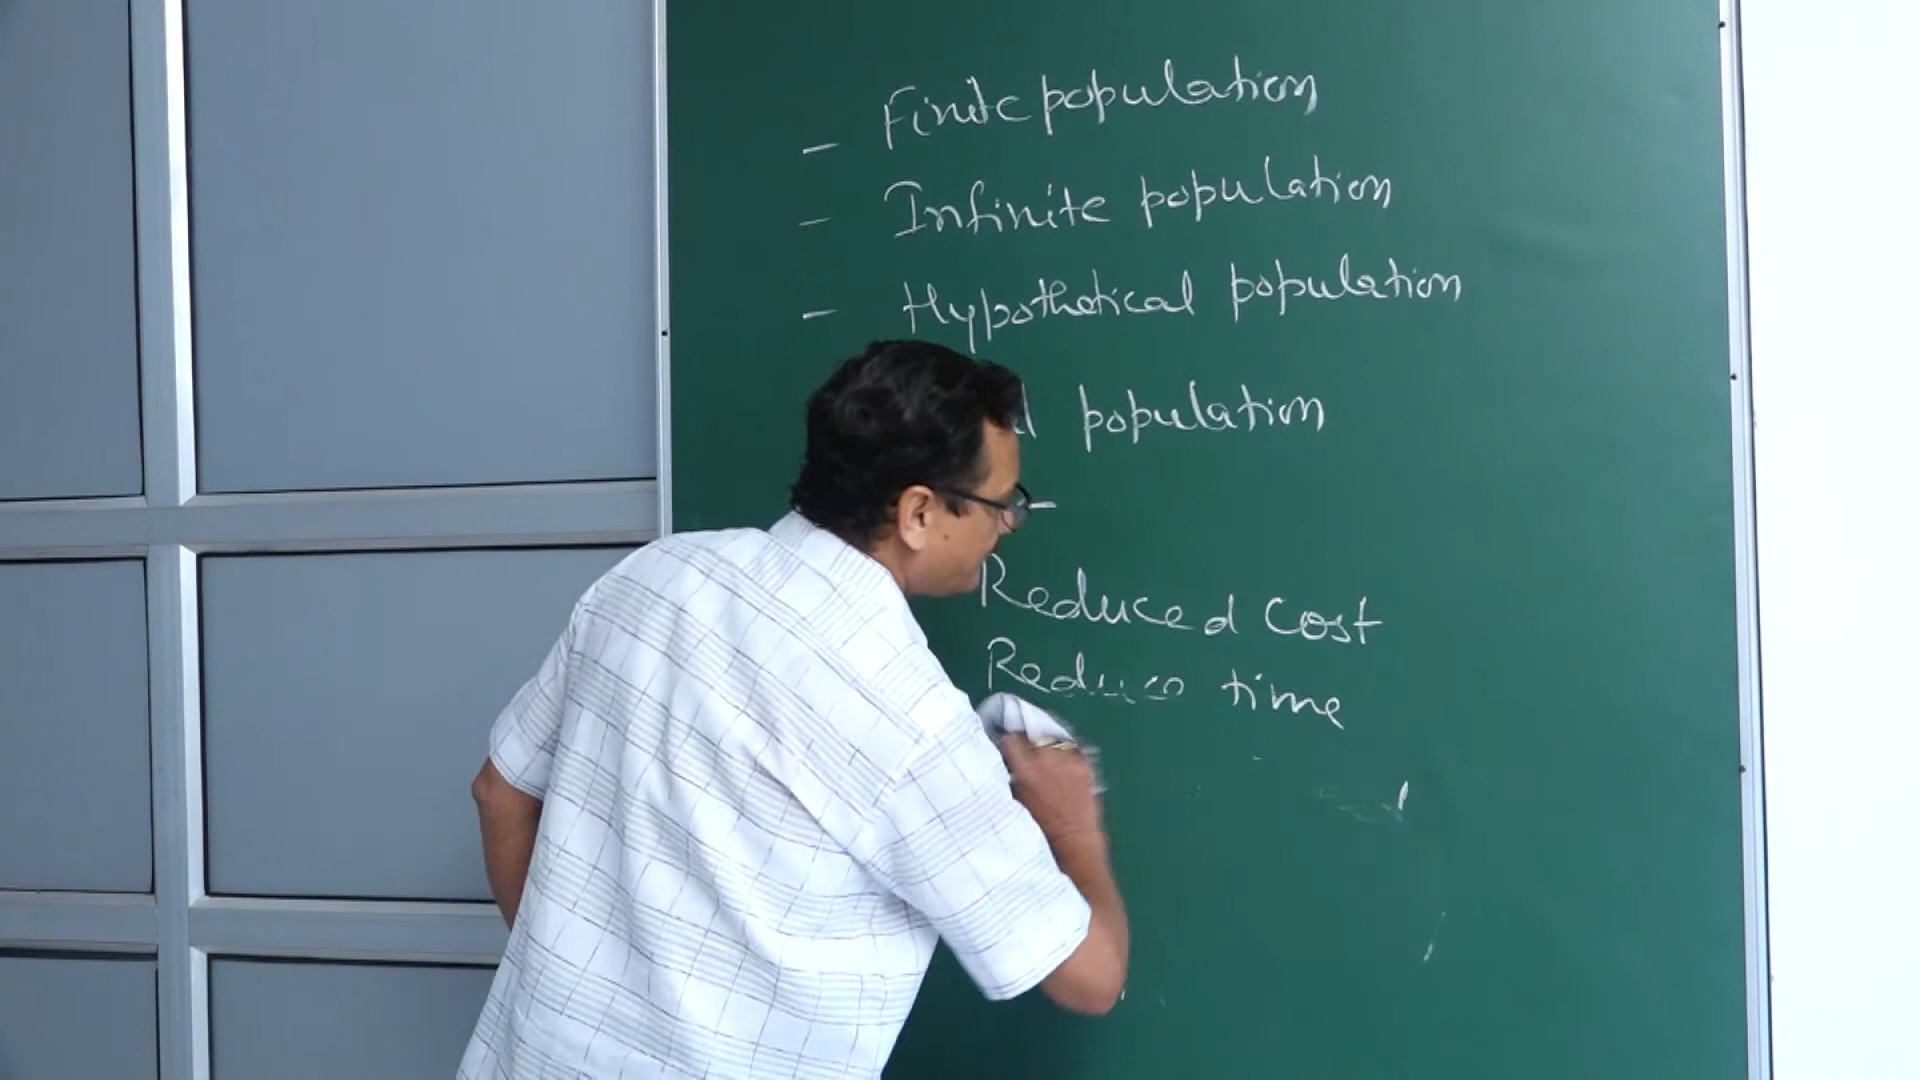 - Finite population
- Infinite population
- Hypothetical population
population
-
Reduced cost
Reduce time